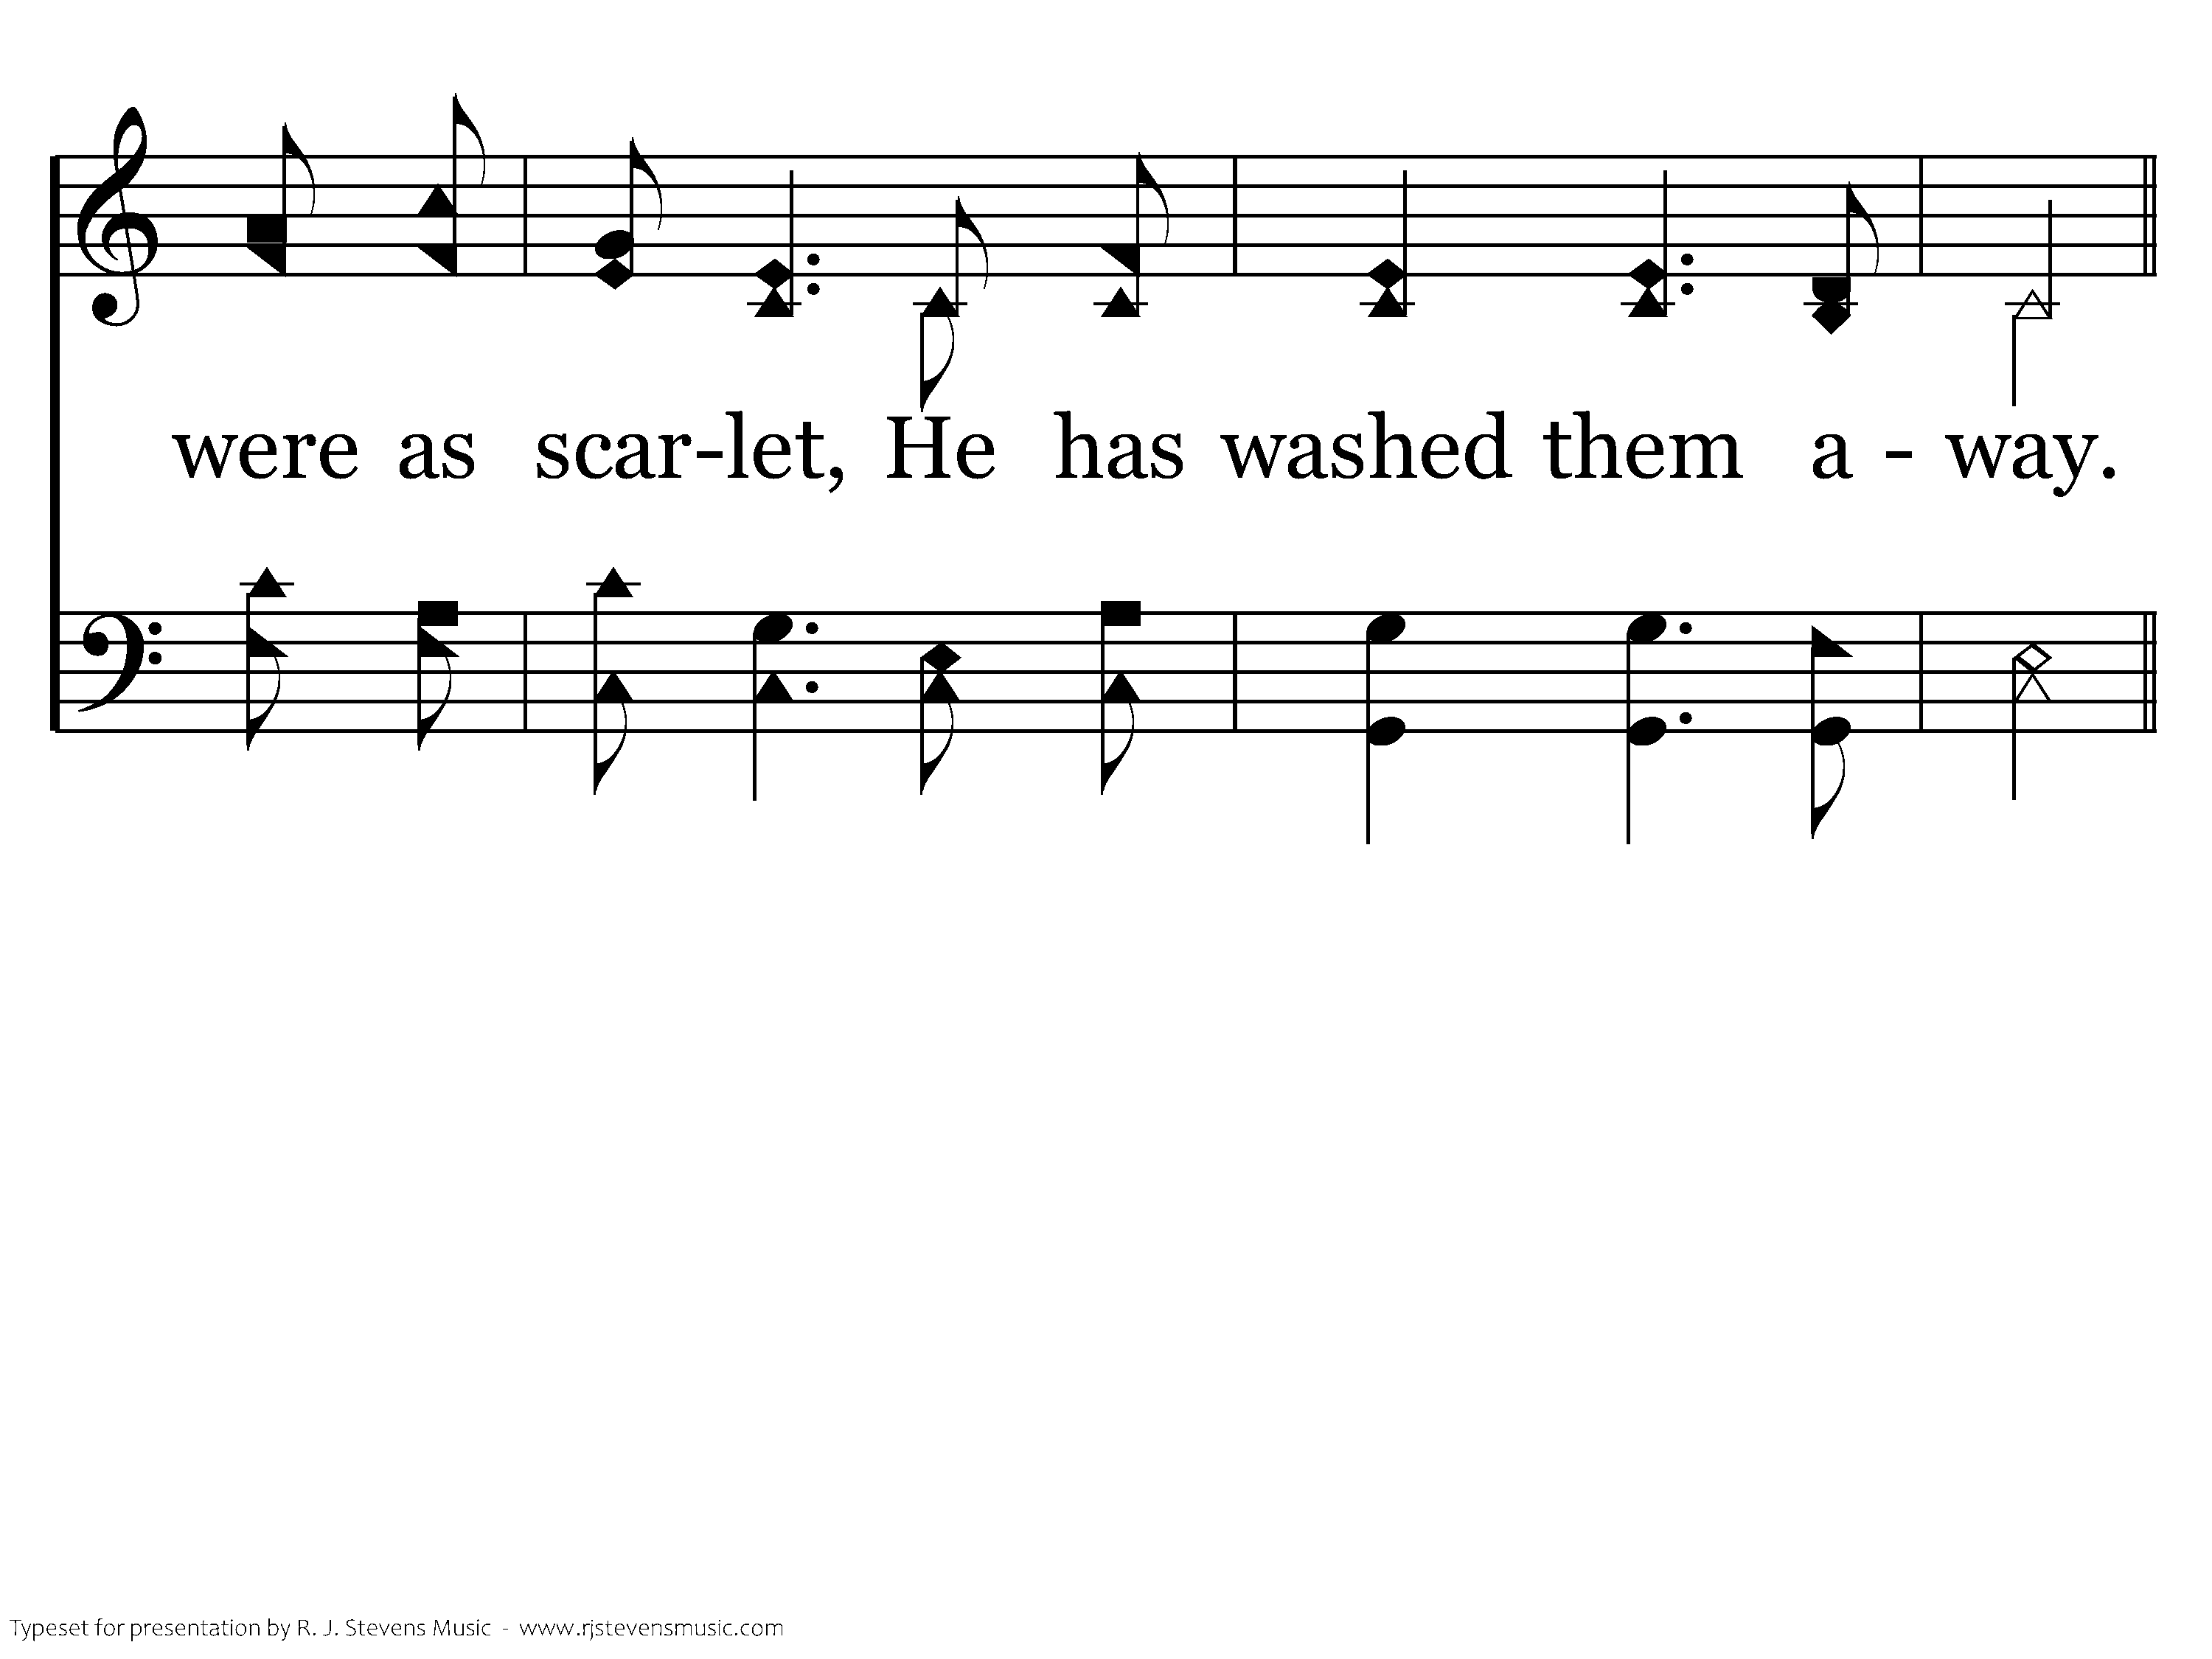 were as scar-let, He has washed them a - way.
Typeset for presentation by R. J. Stevens Music - www.rjstevensmusic.com